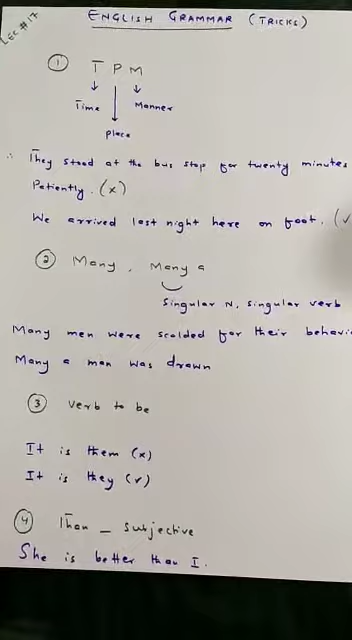 LEC #17
ENGLISH GRAMMAR (TRICKS)
① T P M
Time Manner
place
∴ They stood at the bus stop for twenty minutes
Patiently. (x)
We arrived last night here on foot. (✓
② Many, Many a
Singular N, singular verb
Many men were scolded for their behavi
Many a man was drawn
③ Verb to be
It is them (x)
It is they (✓)
④ Than _ subjective
She is better than I.